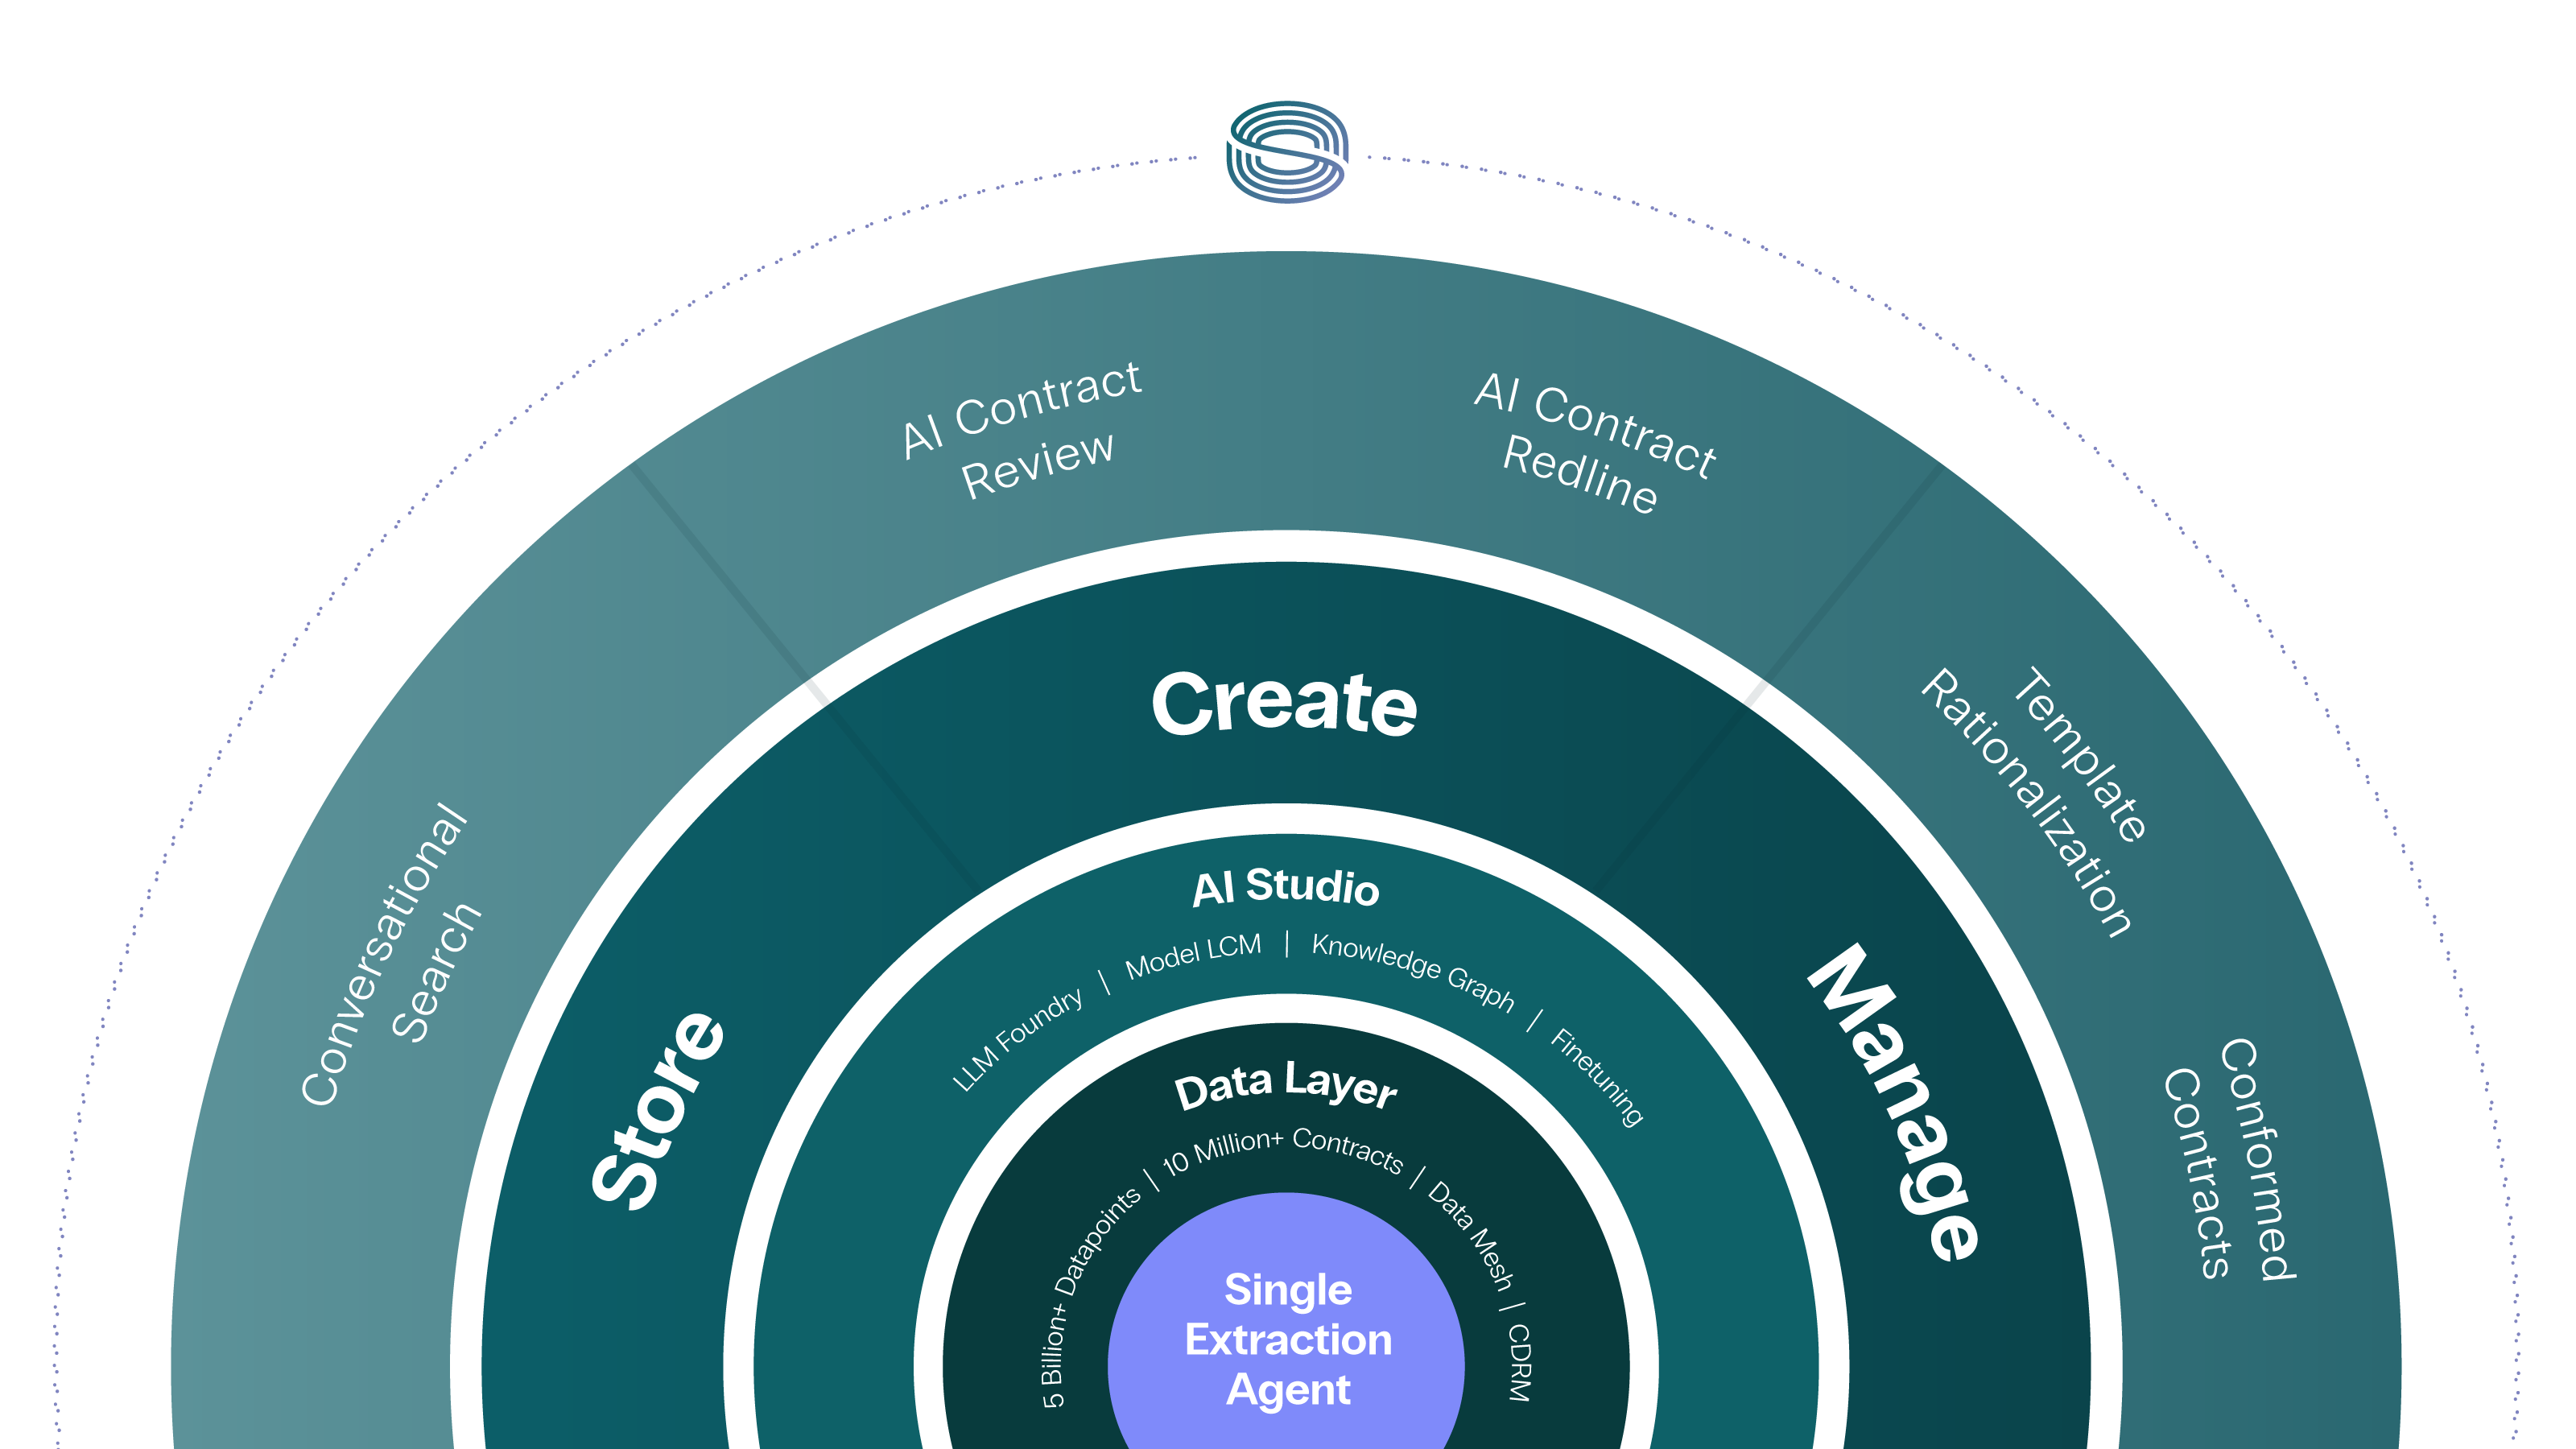 AI Contract
Review
AI Contract
Redline
Conversational
Search
Template
Rationalization
Conformed
Contracts
Create
Store
Manage
AI Studio
LLM Foundry | Model LCM | Knowledge Graph | Finetuning
Data Layer
5 Billion+ Datapoints | 10 Million+ Contracts | Data Mesh | CDRM
Single
Extraction
Agent